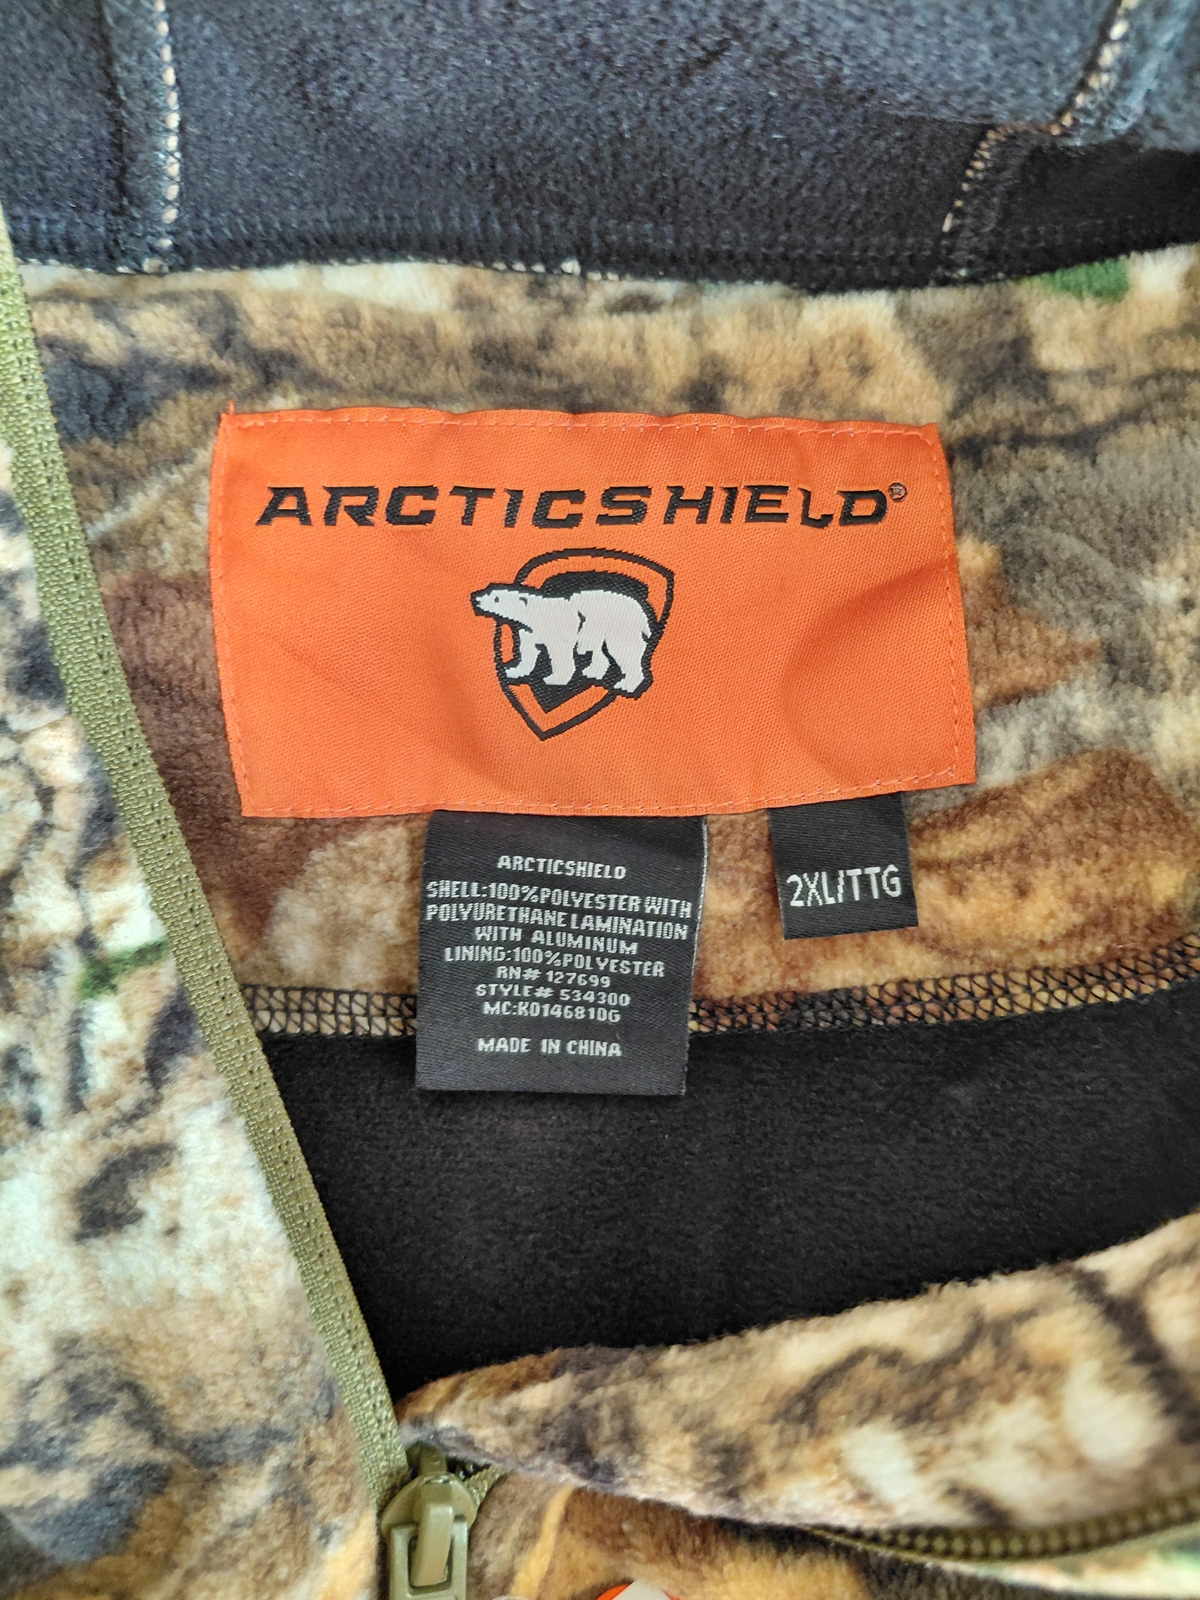 ARCTICSHIELD®
ARCTICSHIELD
SHELL:100%POLYESTER WITH
POLYURETHANE LAMINATION
WITH ALUMINUM
LINING:100%POLYESTER
RN# 127699
STYLE# 534300
MC:K0146810G
MADE IN CHINA
2XL/TTG